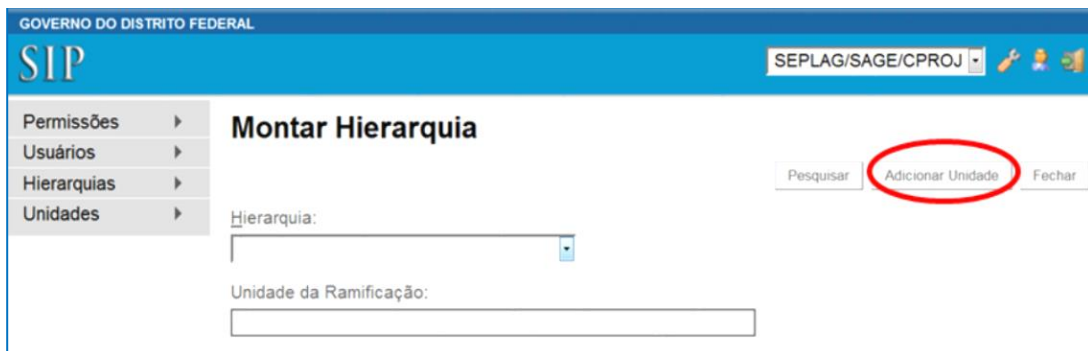 GOVERNO DO DISTRITO FEDERAL
SIP
SEPLAG/SAGE/CPROJ
Permissões
Usuários
Hierarquias
Unidades
Montar Hierarquia
Pesquisar Adicionar Unidade Fechar
Hierarquia:
Unidade da Ramificação: